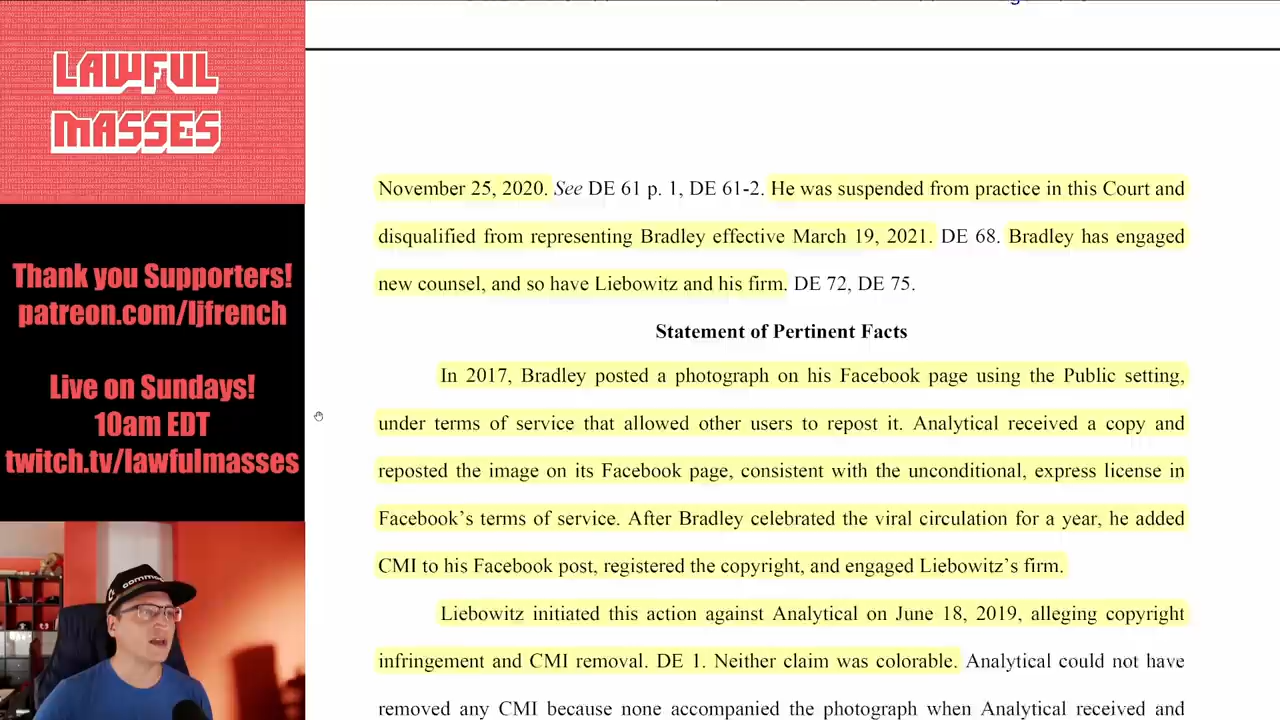 LAWFUL
MASSES
Thank you Supporters!
patreon.com/ljfrench
Live on Sundays!
10am EDT
twitch.tv/lawfulmasses
November 25, 2020. See DE 61 p. 1, DE 61-2. He was suspended from practice in this Court and
disqualified from representing Bradley effective March 19, 2021. DE 68. Bradley has engaged
new counsel, and so have Liebowitz and his firm. DE 72, DE 75.
Statement of Pertinent Facts
In 2017, Bradley posted a photograph on his Facebook page using the Public setting,
under terms of service that allowed other users to repost it. Analytical received a copy and
reposted the image on its Facebook page, consistent with the unconditional, express license in
Facebook’s terms of service. After Bradley celebrated the viral circulation for a year, he added
CMI to his Facebook post, registered the copyright, and engaged Liebowitz’s firm.
Liebowitz initiated this action against Analytical on June 18, 2019, alleging copyright
infringement and CMI removal. DE 1. Neither claim was colorable. Analytical could not have
removed any CMI because none accompanied the photograph when Analytical received and